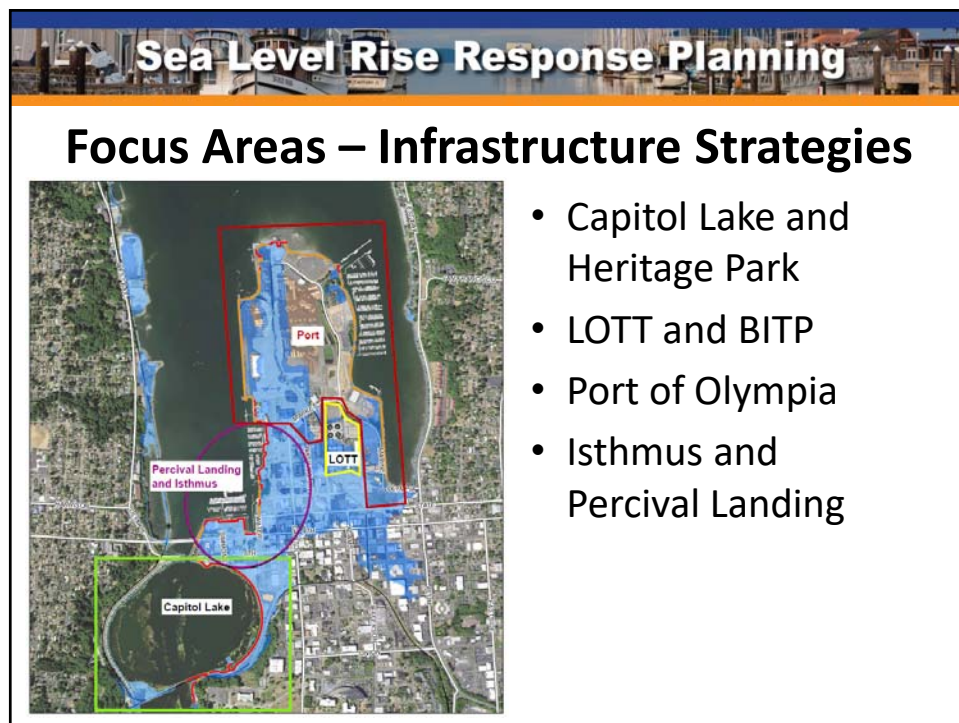 Sea Level Rise Response Planning
Focus Areas – Infrastructure Strategies
Port
LOTT
Percival Landing
and Isthmus
Capitol Lake
• Capitol Lake and
Heritage Park
• LOTT and BITP
• Port of Olympia
• Isthmus and
Percival Landing